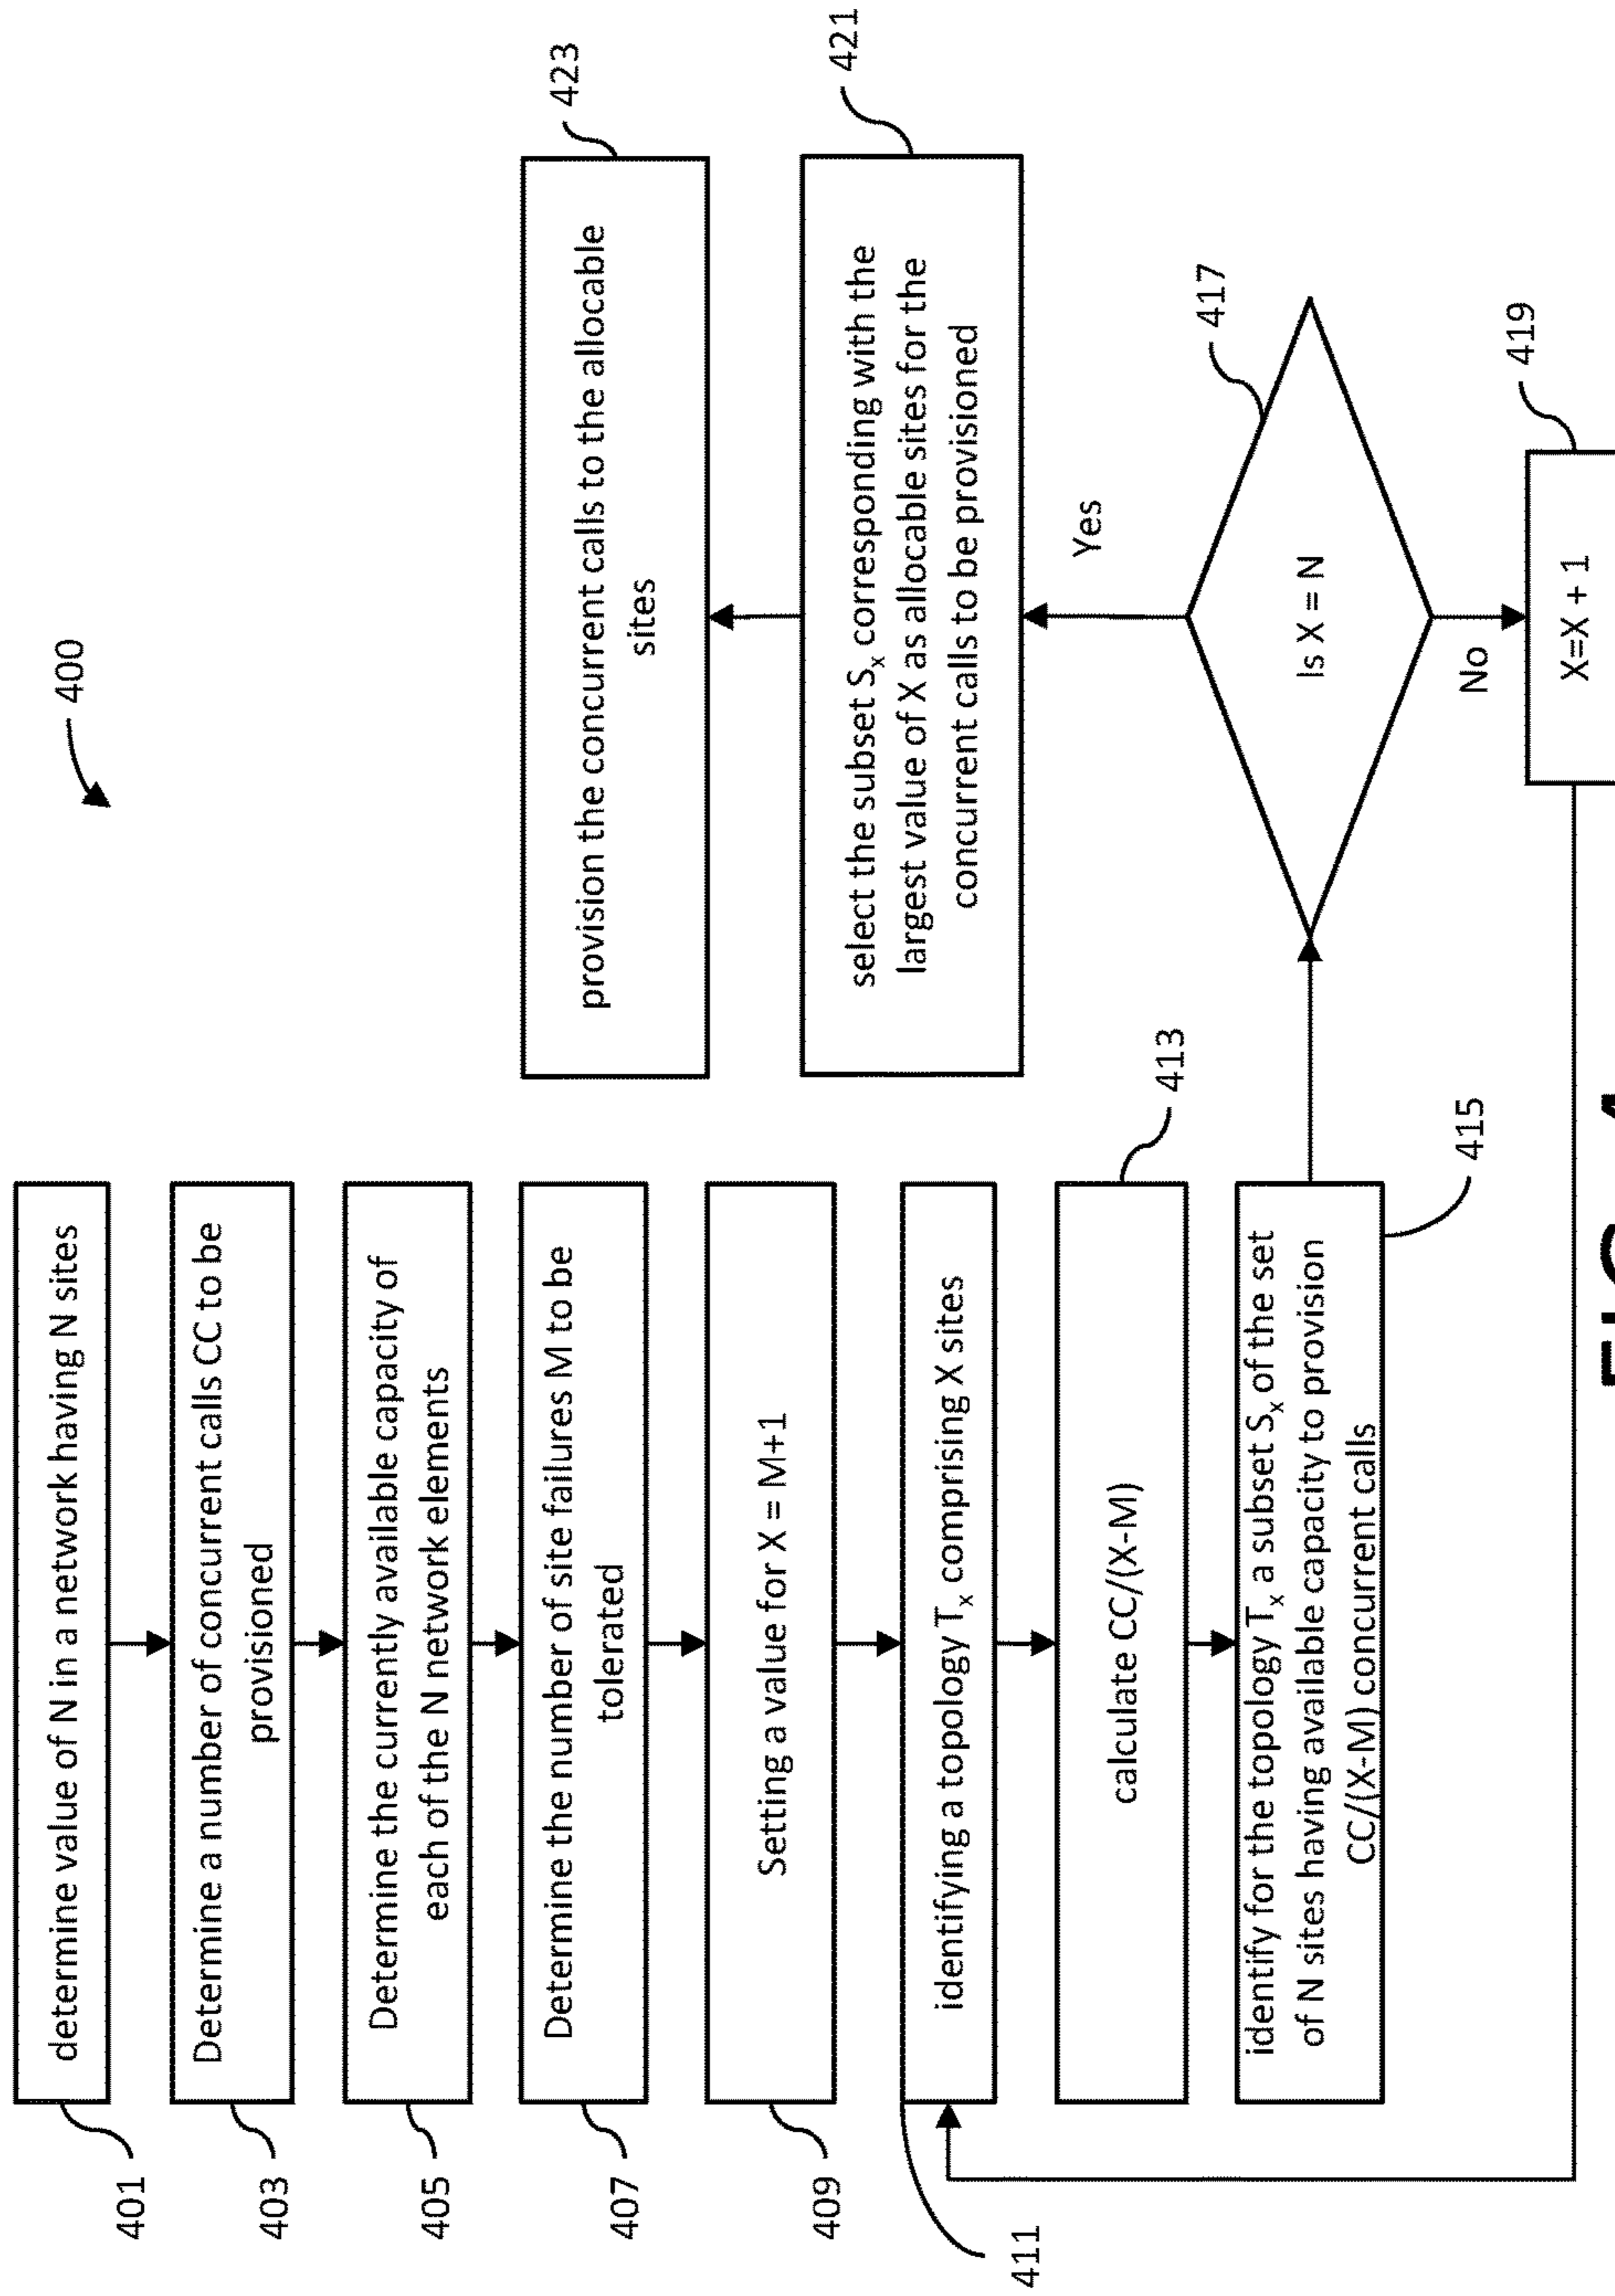 400
determine value of N in a network having N sites
401
Determine a number of concurrent calls CC to be
provisioned
403
Determine the currently available capacity of
each of the N network elements
405
Determine the number of site failures M to be
tolerated
407
Setting a value for X = M+1
409
identifying a topology Tx comprising X sites
411
calculate CC/(X-M)
413
identify for the topology Tx a subset Sx of the set
of N sites having available capacity to provision
CC/(X-M) concurrent calls
415
Is X = N
417
Yes
No
X=X + 1
419
select the subset Sx corresponding with the
largest value of X as allocable sites for the
concurrent calls to be provisioned
421
provision the concurrent calls to the allocable
sites
423